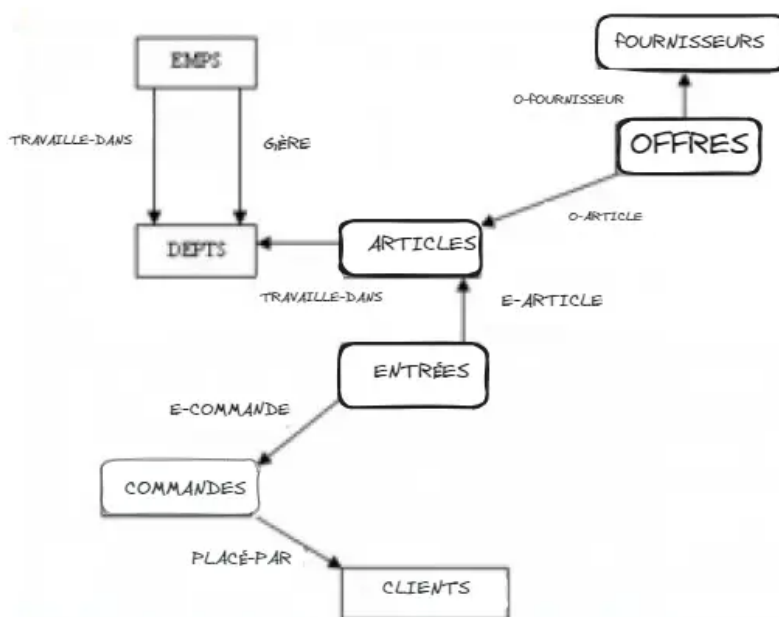 FOURNISSEURS
EMPS
O-FOURNISSEUR
TRAVAILLE-DANS
GÈRE
OFFRES
O-ARTICLE
DEPTS
ARTICLES
TRAVAILLE-DANS
E-ARTICLE
ENTRÉES
E-COMMANDE
COMMANDES
PLACÉ-PAR
CLIENTS